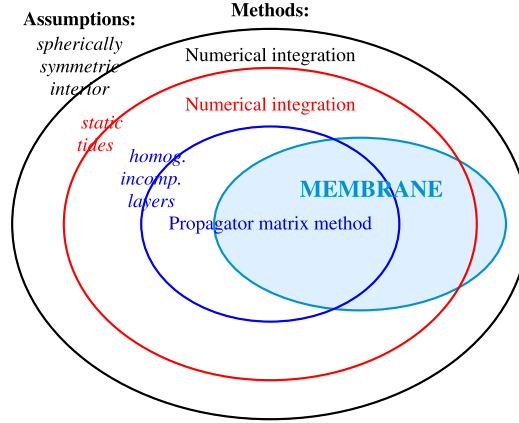 Methods:
Assumptions:
spherically
symmetric
interior
Numerical integration
Numerical integration
static
tides
homog.
incomp.
layers
MEMBRANE
Propagator matrix method